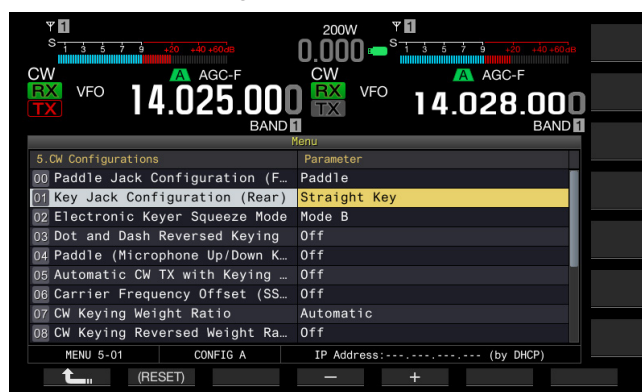 1 200W 1
S 1 3 5 7 9 +20 +40 +60dB 0.000 S 1 3 5 7 9 +20 +40 +60dB
CW A AGC-F CW A AGC-F
RX VFO 14.025.000 RX VFO 14.028.000
TX TX
BAND 1 BAND 1
Menu
5.CW Configurations Parameter
00 Paddle Jack Configuration (F… Paddle
01 Key Jack Configuration (Rear) Straight Key
02 Electronic Keyer Squeeze Mode Mode B
03 Dot and Dash Reversed Keying Off
04 Paddle (Microphone Up/Down K… Off
05 Automatic CW TX with Keying … Off
06 Carrier Frequency Offset (SS… Off
07 CW Keying Weight Ratio Automatic
08 CW Keying Reversed Weight Ra… Off
MENU 5-01 CONFIG A IP Address:---.---.---.--- (by DHCP)
(RESET) − +